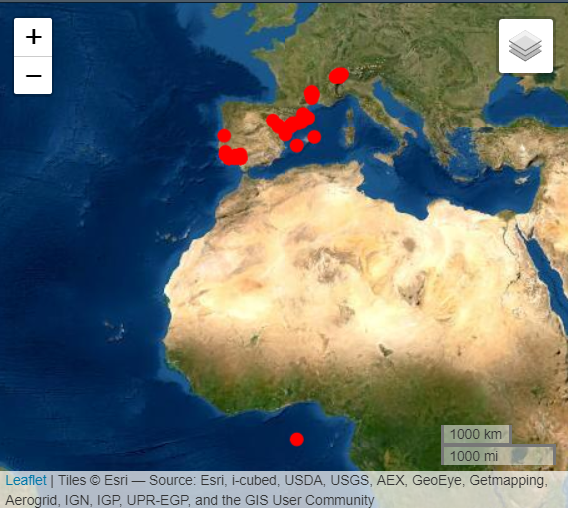 +
−
1000 km
1000 mi
Leaflet | Tiles © Esri — Source: Esri, i-cubed, USDA, USGS, AEX, GeoEye, Getmapping,
Aerogrid, IGN, IGP, UPR-EGP, and the GIS User Community